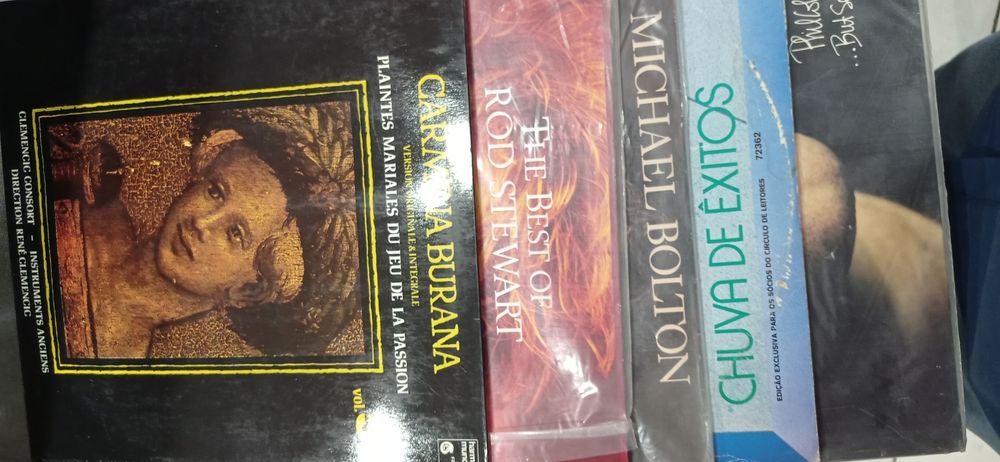 CARMINA BURANA
VERSION ORIGINALE & INTEGRALE
PLAINTES MARIALES DU JEU DE LA PASSION
vol.
CLEMENCIC CONSORT – INSTRUMENTS ANCIENS
DIRECTION RENÉ CLEMENCIC
THE BEST OF
ROD STEWART
MICHAEL BOLTON
CHUVA DE ÊXITOS
EDIÇÃO EXCLUSIVA PARA OS SÓCIOS DO CÍRCULO DE LEITORES 72362
Phil
...But